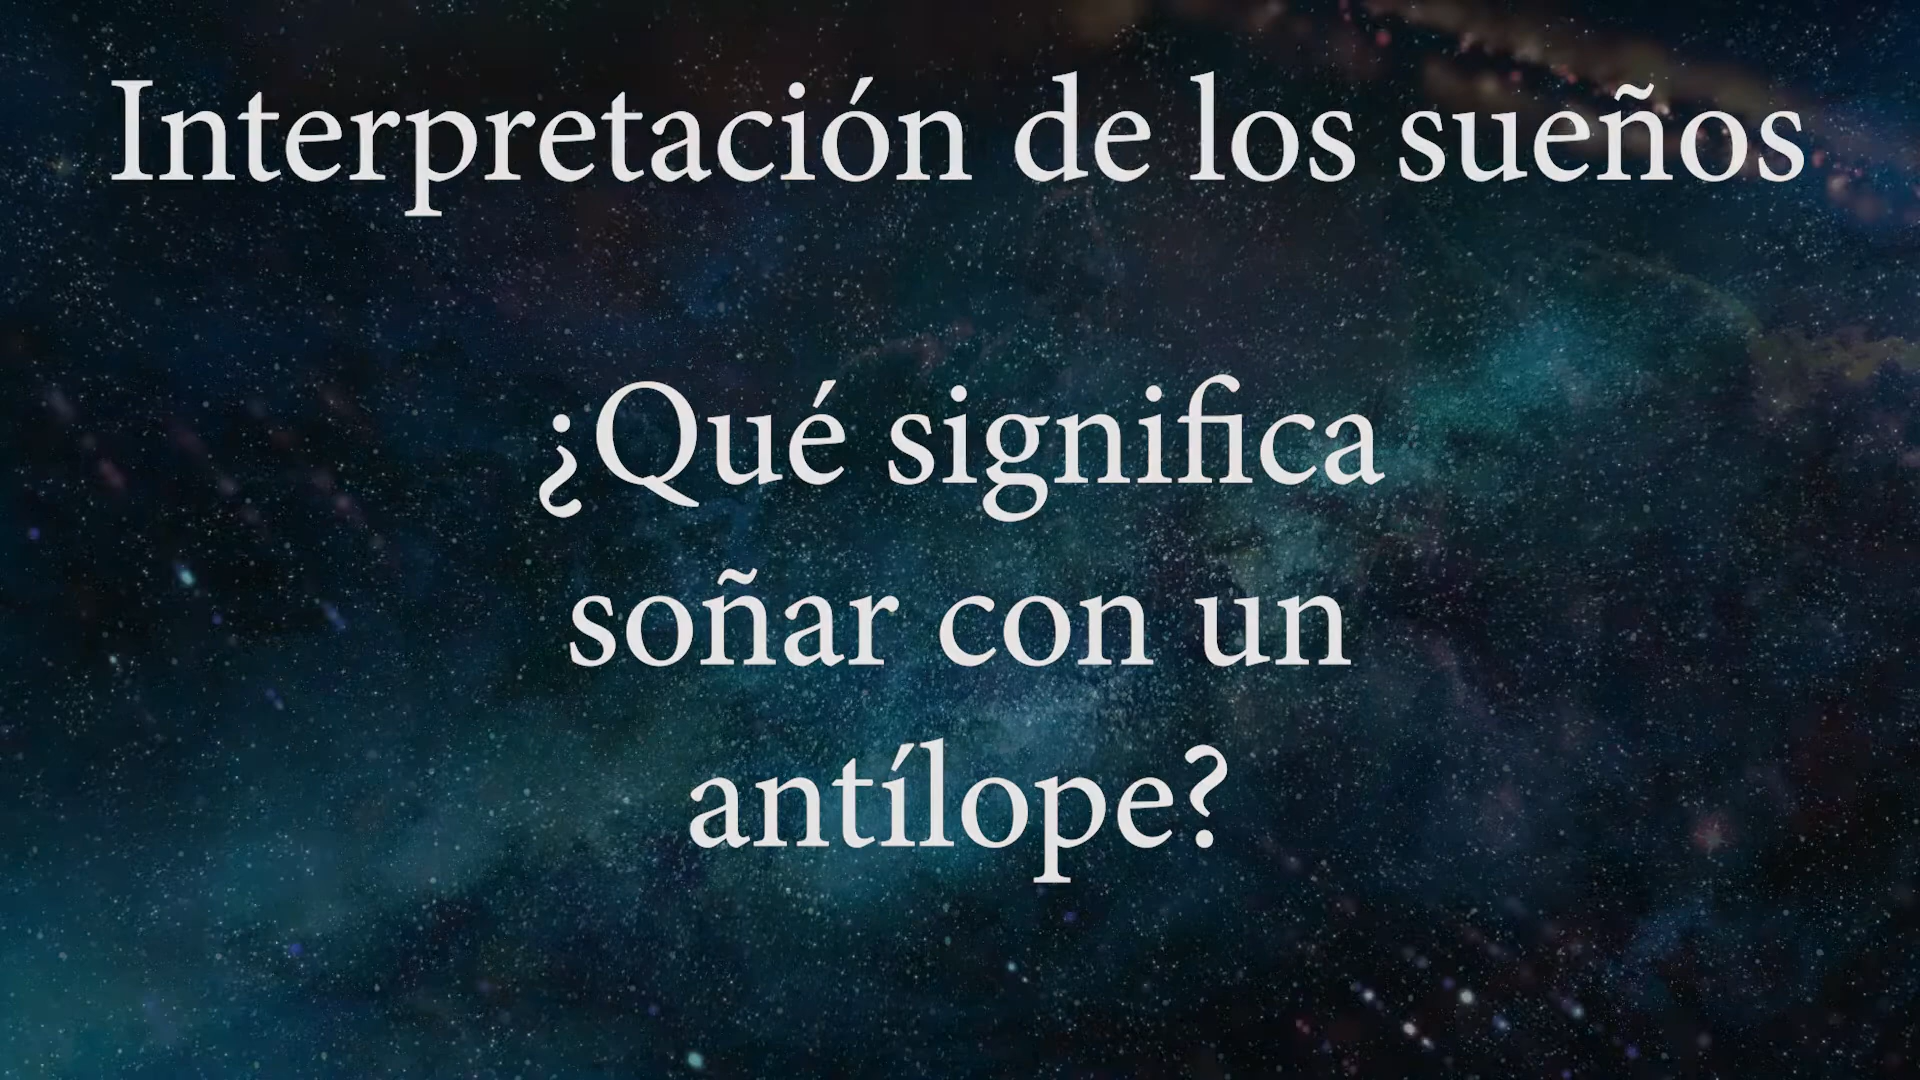 Interpretación de los sueños
¿Qué significa
soñar con un
antílope?